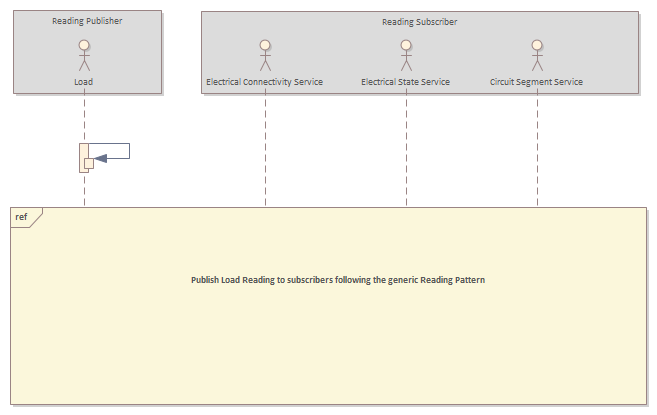 Reading Publisher
Reading Subscriber
Load
Electrical Connectivity Service
Electrical State Service
Circuit Segment Service
ref
Publish Load Reading to subscribers following the generic Reading Pattern